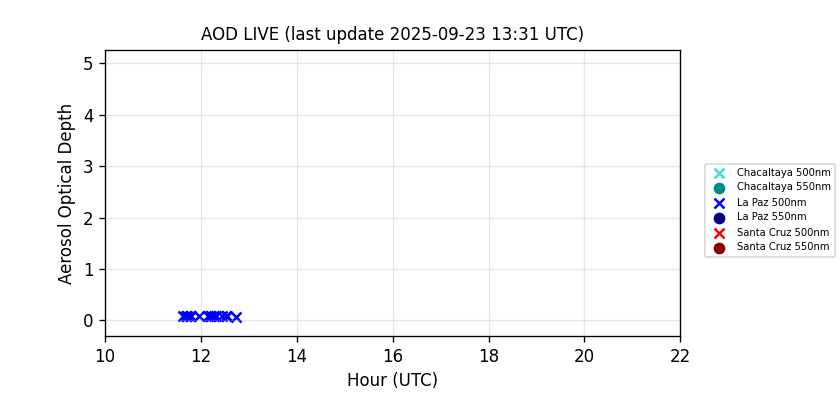 AOD LIVE (last update 2025-09-23 13:31 UTC)
5
4
3
2
1
0
Aerosol Optical Depth
10 12 14 16 18 20 22
Hour (UTC)
Chacaltaya 500nm
Chacaltaya 550nm
La Paz 500nm
La Paz 550nm
Santa Cruz 500nm
Santa Cruz 550nm